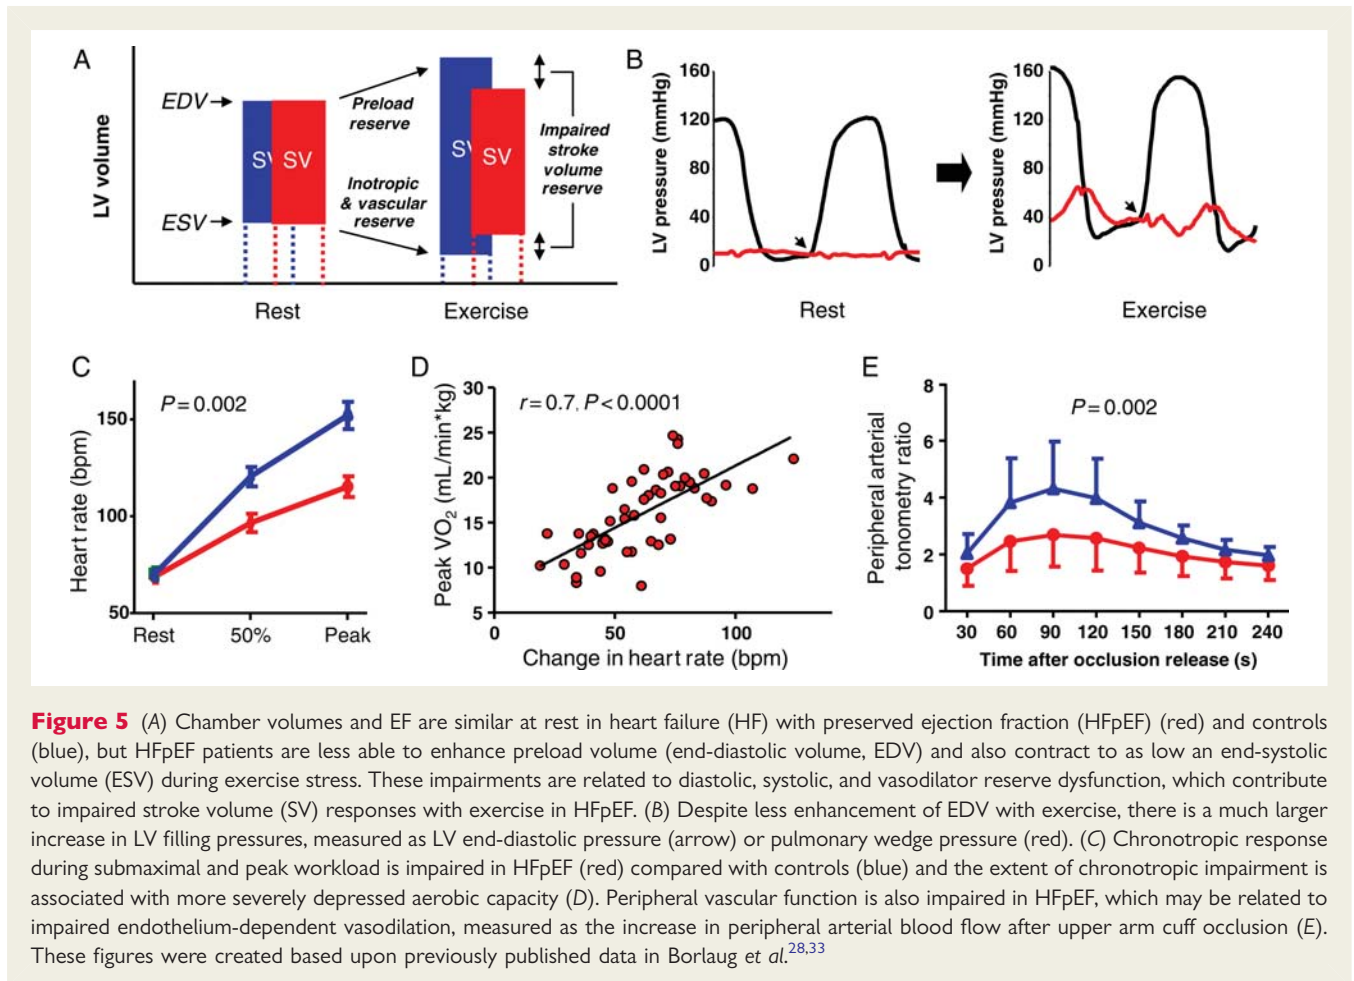 A
LV volume
EDV
ESV
SV
SV
Preload
reserve
Inotropic
& vascular
reserve
SV
SV
Impaired
stroke
volume
reserve
Rest
Exercise
B
LV pressure (mmHg)
160
120
80
40
0
Rest
LV pressure (mmHg)
160
120
80
40
0
Exercise
C
P = 0.002
Heart rate (bpm)
150
100
50
Rest 50% Peak
D
r = 0.7, P < 0.0001
Peak VO2 (mL/min*kg)
30
25
20
15
10
5
0 50 100
Change in heart rate (bpm)
E
P = 0.002
Peripheral arterial
tonometry ratio
8
6
4
2
0
30 60 90 120 150 180 210 240
Time after occlusion release (s)
Figure 5 (A) Chamber volumes and EF are similar at rest in heart failure (HF) with preserved ejection fraction (HFpEF) (red) and controls
(blue), but HFpEF patients are less able to enhance preload volume (end-diastolic volume, EDV) and also contract to as low an end-systolic
volume (ESV) during exercise stress. These impairments are related to diastolic, systolic, and vasodilator reserve dysfunction, which contribute
to impaired stroke volume (SV) responses with exercise in HFpEF. (B) Despite less enhancement of EDV with exercise, there is a much larger
increase in LV filling pressures, measured as LV end-diastolic pressure (arrow) or pulmonary wedge pressure (red). (C) Chronotropic response
during submaximal and peak workload is impaired in HFpEF (red) compared with controls (blue) and the extent of chronotropic impairment is
associated with more severely depressed aerobic capacity (D). Peripheral vascular function is also impaired in HFpEF, which may be related to
impaired endothelium-dependent vasodilation, measured as the increase in peripheral arterial blood flow after upper arm cuff occlusion (E).
These figures were created based upon previously published data in Borlaug et al.28,33